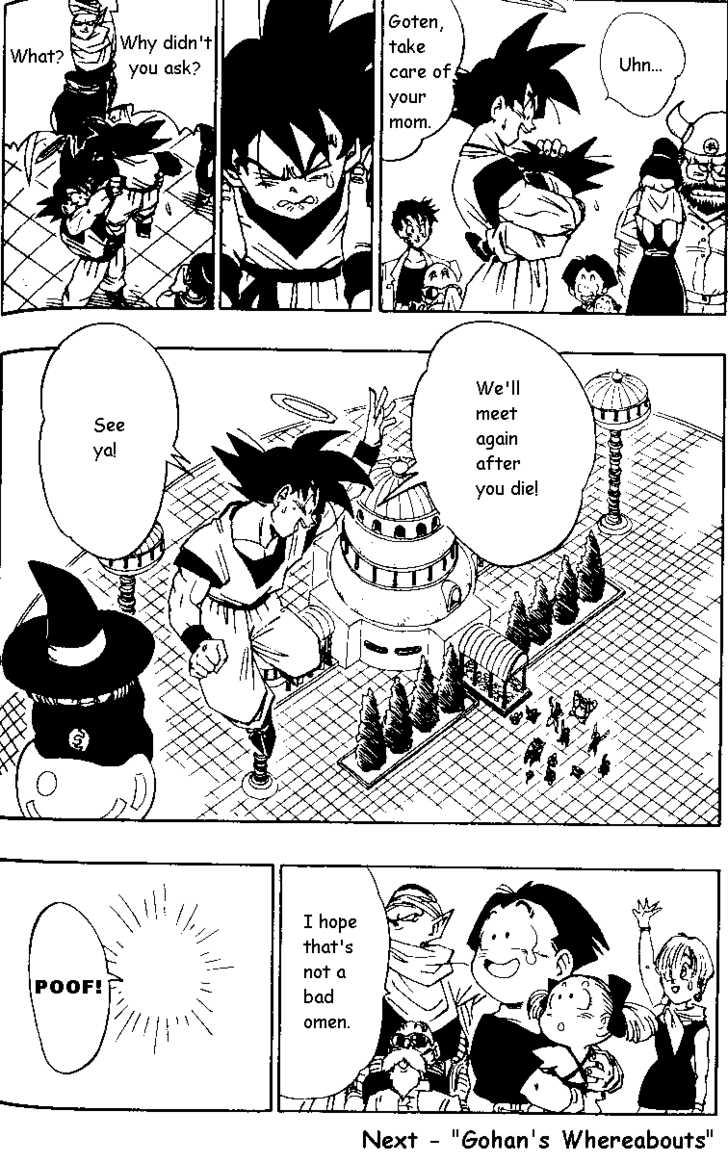 Uhn...
Goten,
take
care of
your
mom.
Why didn't
you ask?
What?
We'll
meet
again
after
you die!
See
ya!
I hope
that's
not a
bad
omen.
POOF!
Next - "Gohan's Whereabouts"